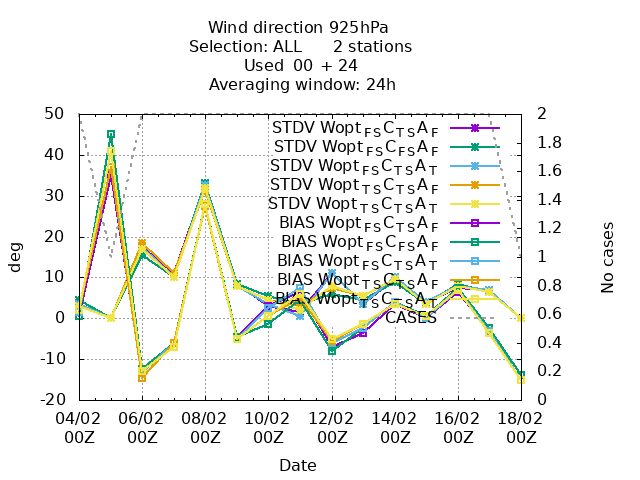 Wind direction 925hPa
Selection: ALL 2 stations
Used 00 + 24
Averaging window: 24h
50
40
30
20
10
0
-10
-20
deg
2
1.8
1.6
1.4
1.2
1
0.8
0.6
0.4
0.2
0
No cases
STDV Wopt FS C TS A F
STDV Wopt FS C FS A F
STDV Wopt FS C TS A T
STDV Wopt TS C TS A F
STDV Wopt TS C TS A T
BIAS Wopt FS C TS A F
BIAS Wopt FS C FS A F
BIAS Wopt FS C TS A T
BIAS Wopt TS C TS A F
BIAS Wopt TS C TS A T
CASES
04/02 06/02 08/02 10/02 12/02 14/02 16/02 18/02
00Z 00Z 00Z 00Z 00Z 00Z 00Z 00Z
Date